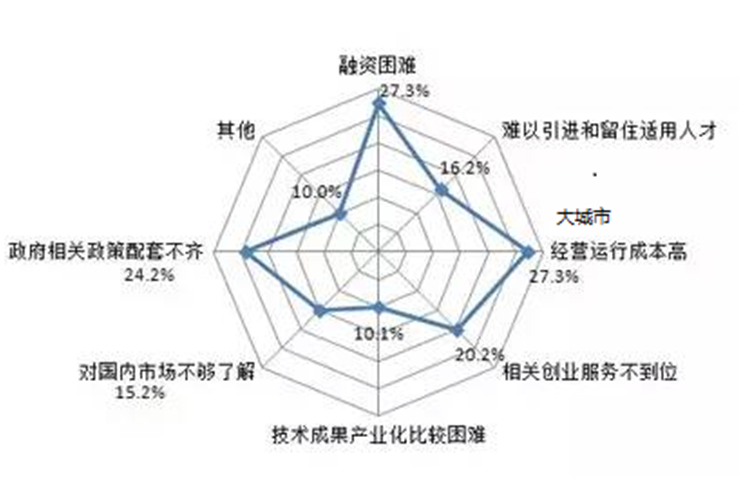 融资困难
27.3%
其他
难以引进和留住适用人才
16.2%
10.0%
大城市
政府相关政策配套不齐
经营运行成本高
24.2%
27.3%
10.1%
20.2%
对国内市场不够了解
相关创业服务不到位
15.2%
技术成果产业化比较困难